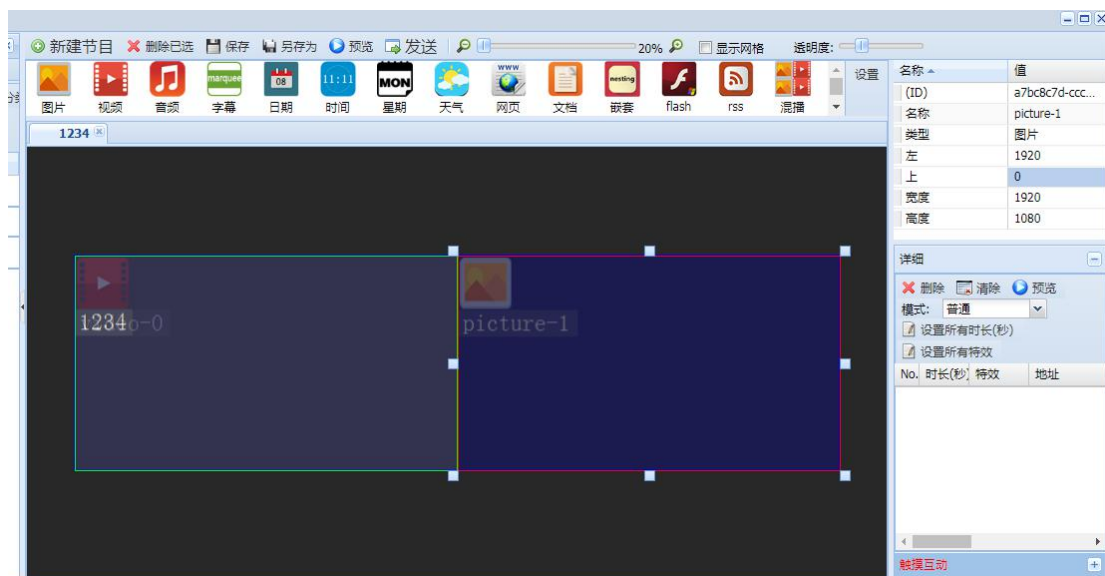 新建节目 删除已选 保存 另存为 预览 发送 20% 显示网格 透明度:
marquee 08 11:11 MON www nesting
图片 视频 音频 字幕 日期 时间 星期 天气 网页 文档 嵌套 flash rss 混播 设置
1234
1234 -0
picture-1
名称 值
(ID) a7bc8c7d-ccc...
名称 picture-1
类型 图片
左 1920
上 0
宽度 1920
高度 1080
详细
删除 清除 预览
模式: 普通
设置所有时长(秒)
设置所有特效
No. 时长(秒) 特效 地址
触摸互动